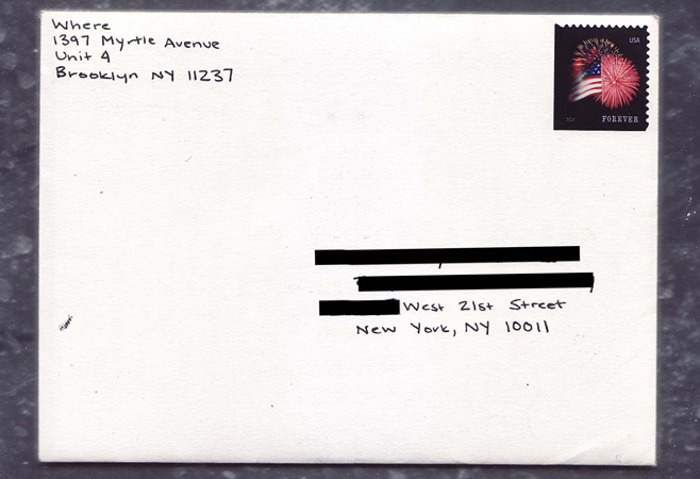 Where
1397 Myrtle Avenue
Unit 4
Brooklyn NY 11237
USA
FOREVER
West 21st Street
New York, NY 10011